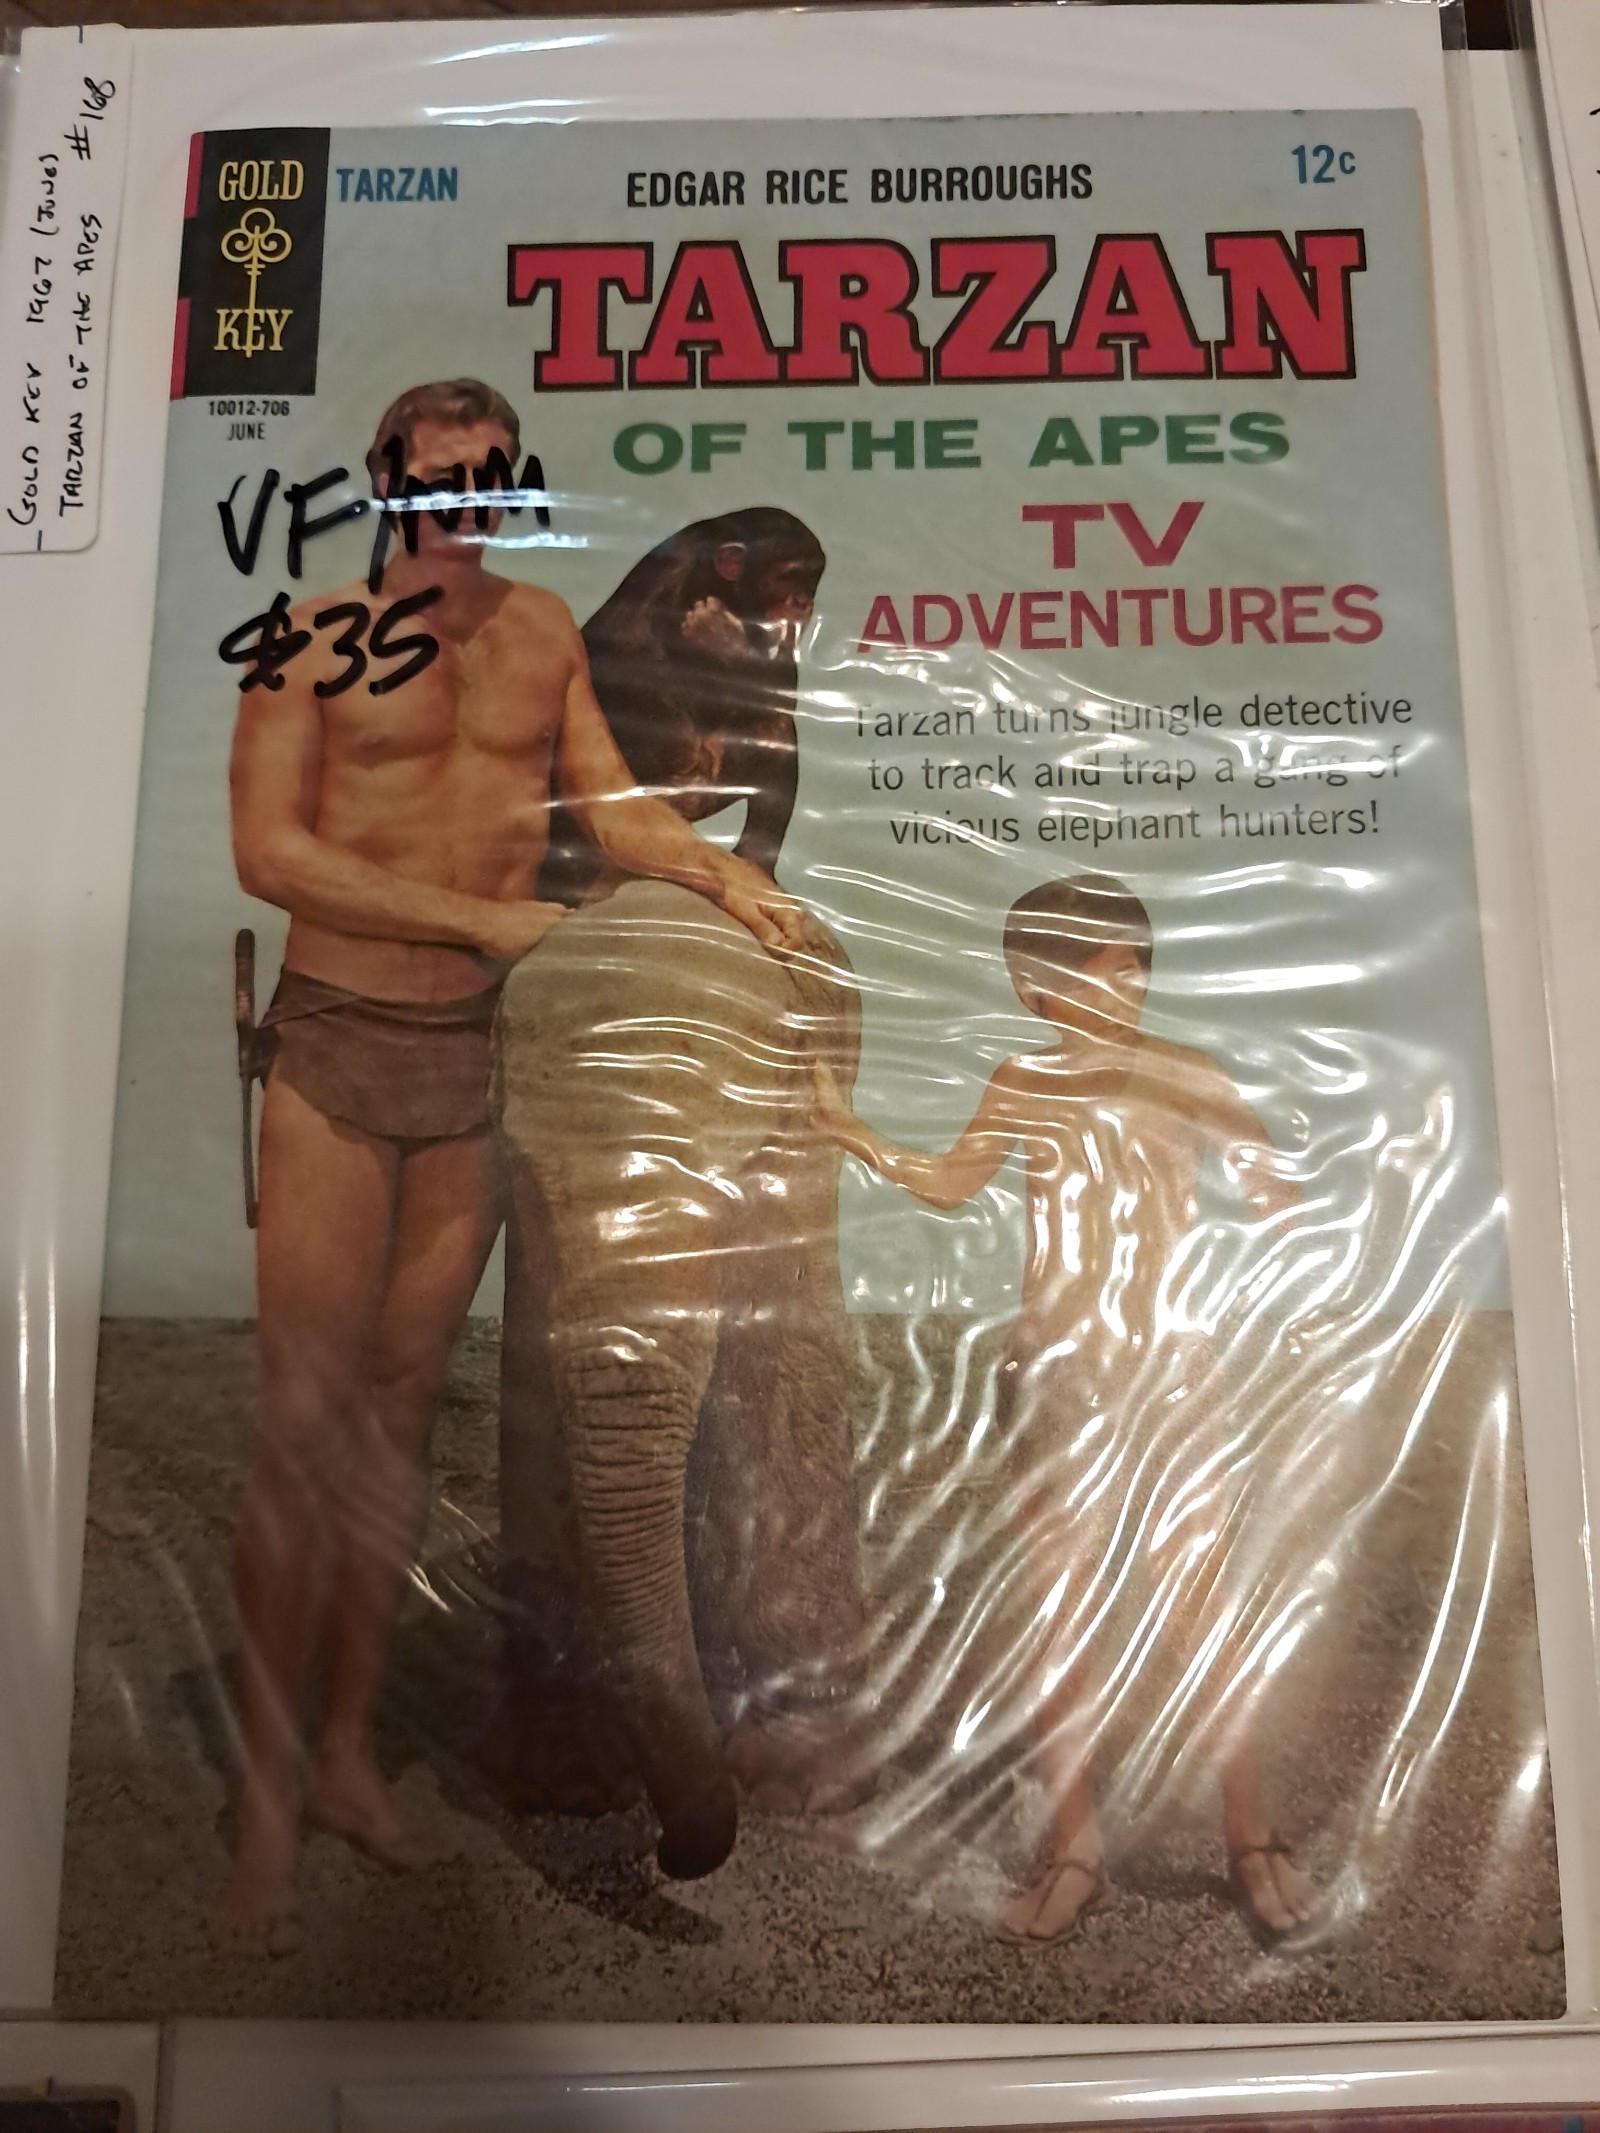 GOLD KEY 1967 (JUNE)
TARZAN OF THE APES #168
GOLD
KEY
TARZAN
EDGAR RICE BURROUGHS
12c
TARZAN
OF THE APES
TV
ADVENTURES
10012-706
JUNE
VF/NM
$35
Tarzan turns jungle detective
to track and trap a gang of
vicious elephant hunters!